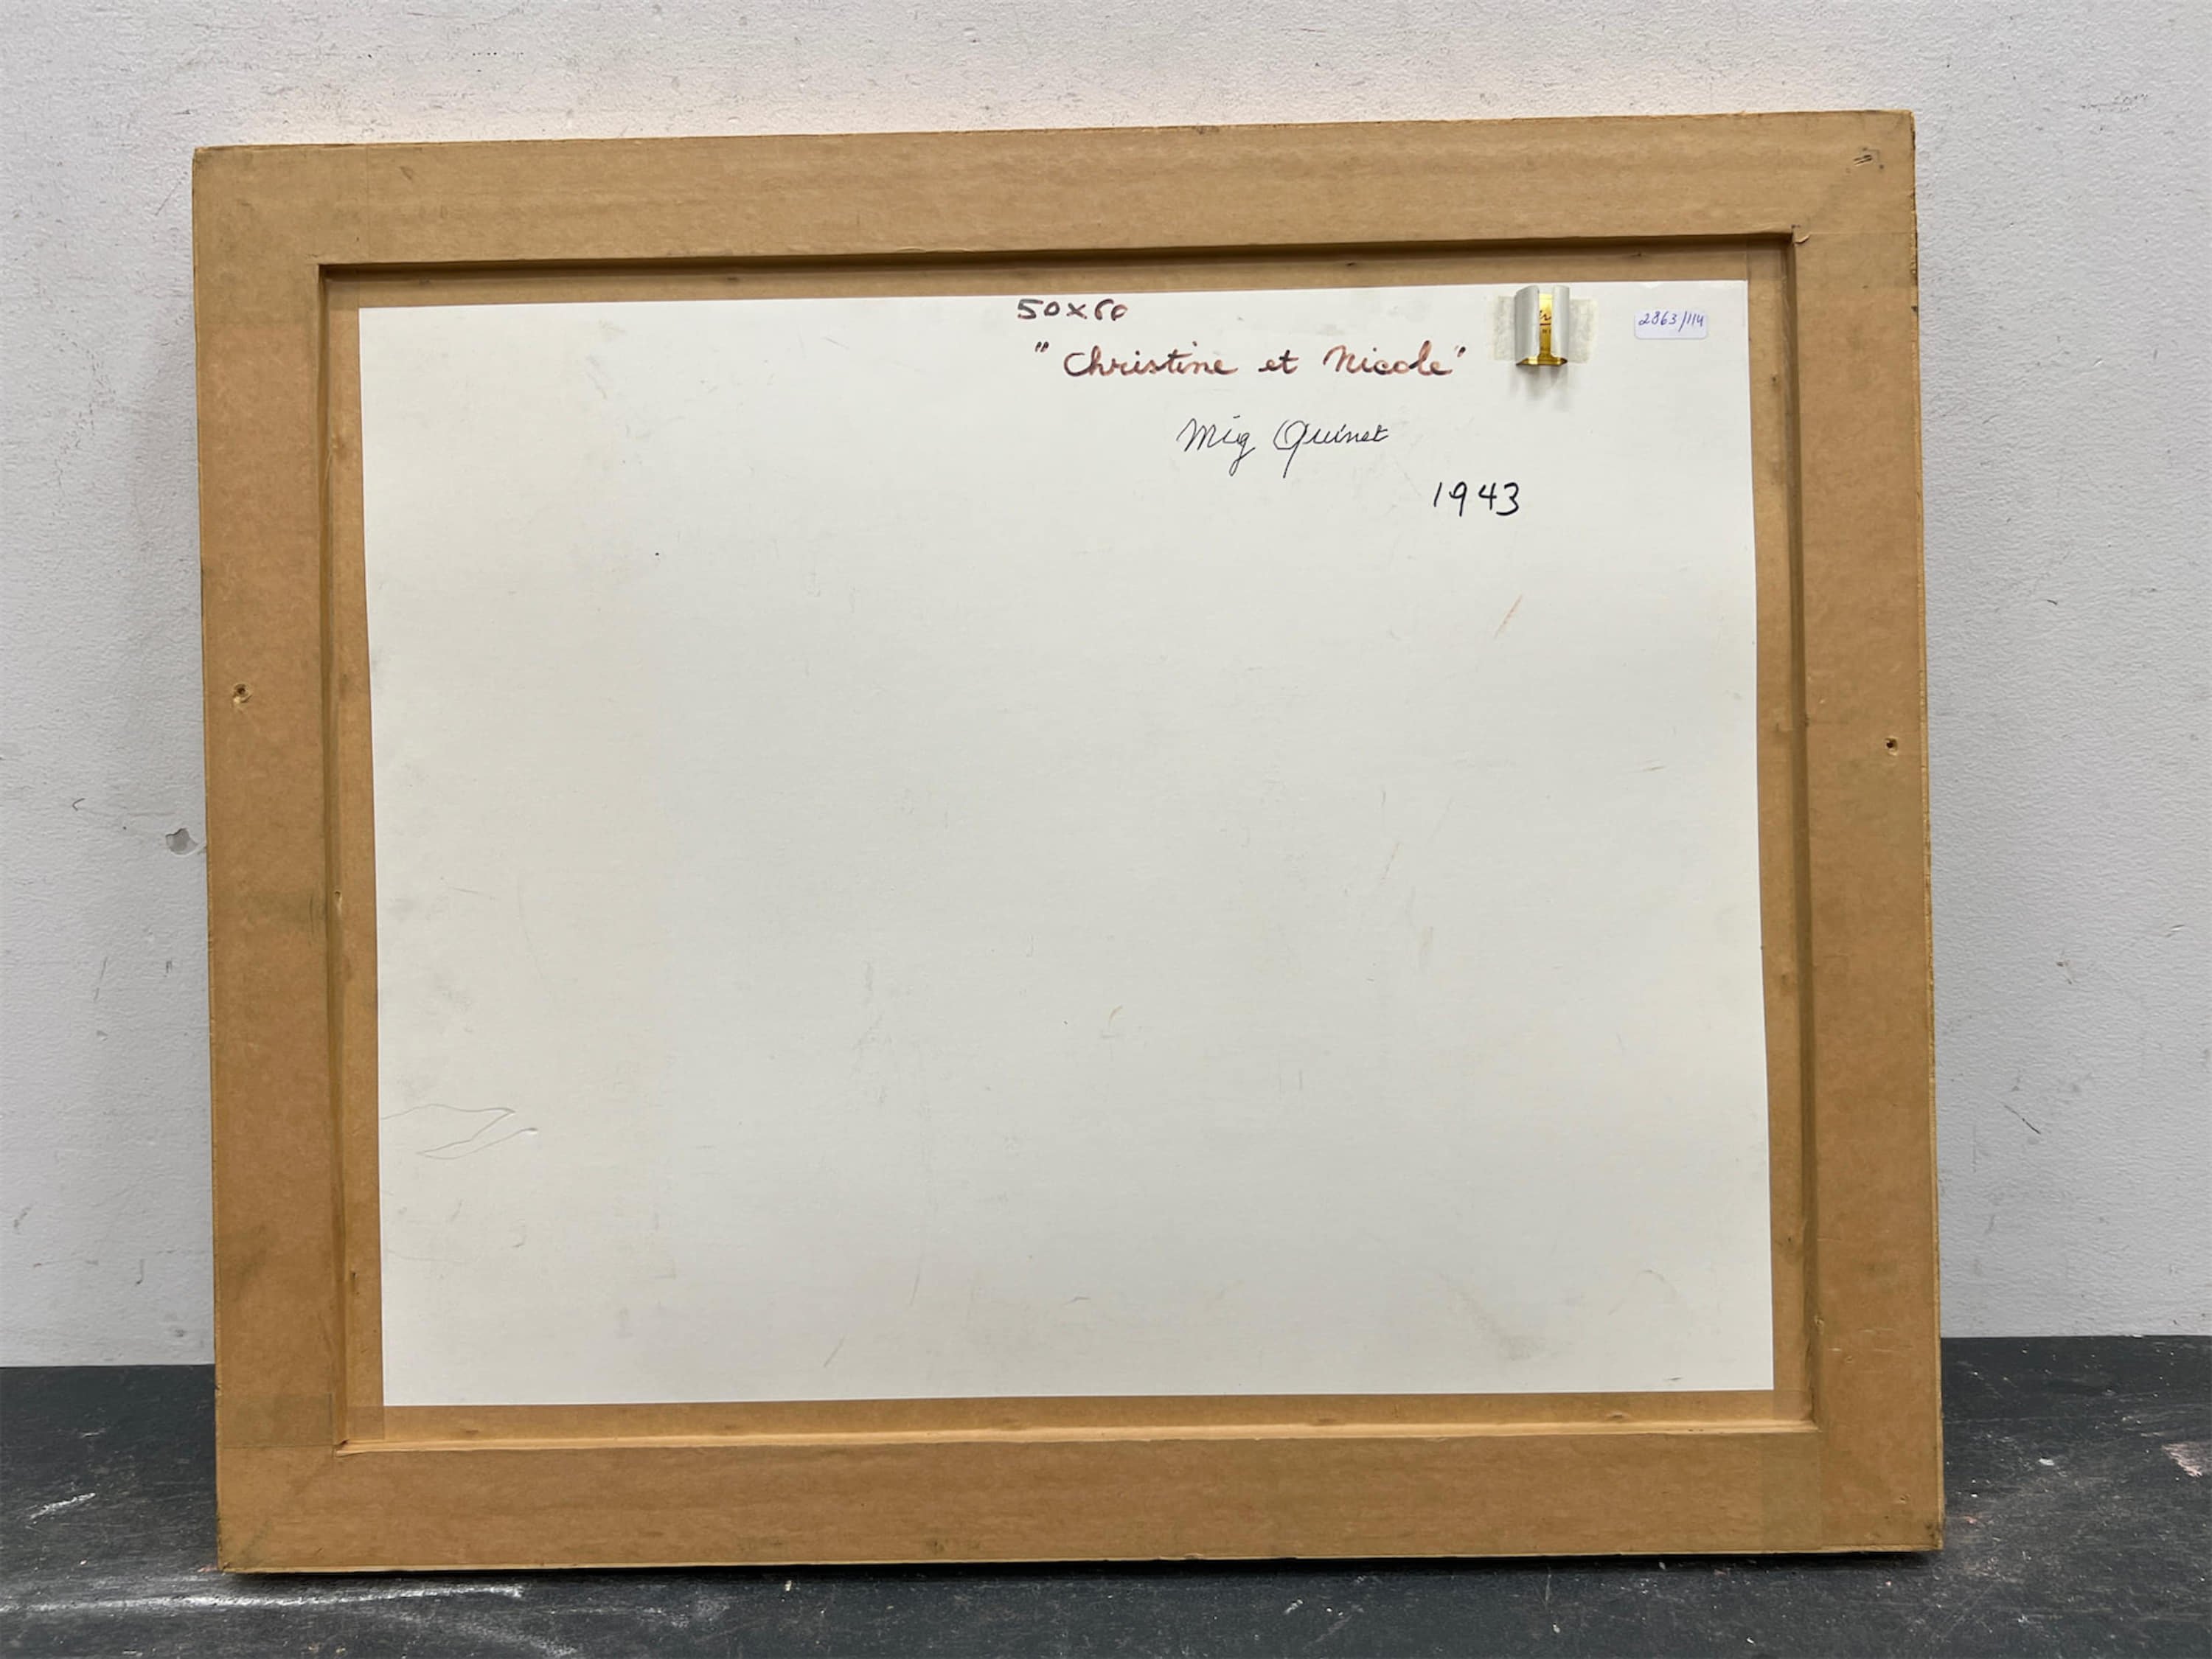 50x60
2863/114
"Christine et Nicole"
Mig Quinet
1943